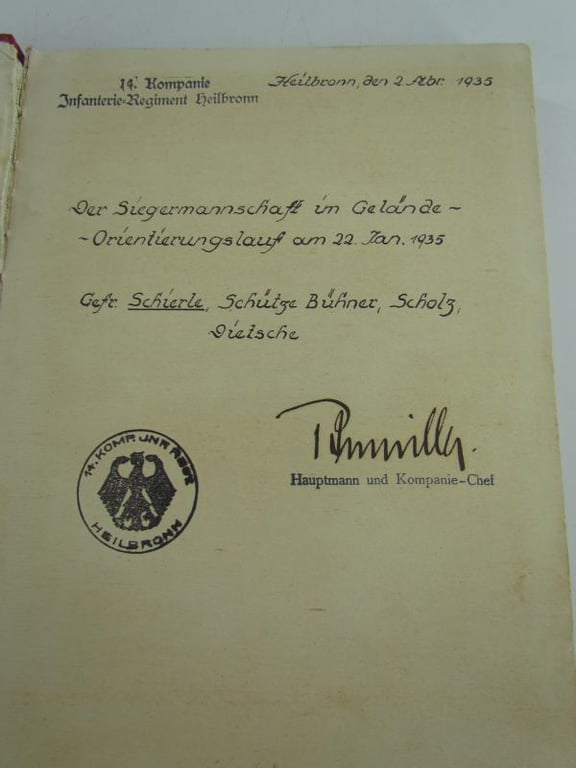 14. Kompanie
Infanterie-Regiment Heilbronn
Heilbronn, den 2. 1935
Der Siegermannschaft im Gelände -
- Orientierungslauf am 22. Jan. 1935
Gefr. Schierle, Schütze Bühner, Scholz,
Dietsche
Hauptmann und Kompanie-Chef
14. KOMP. INF. REGT.
HEILBRONN